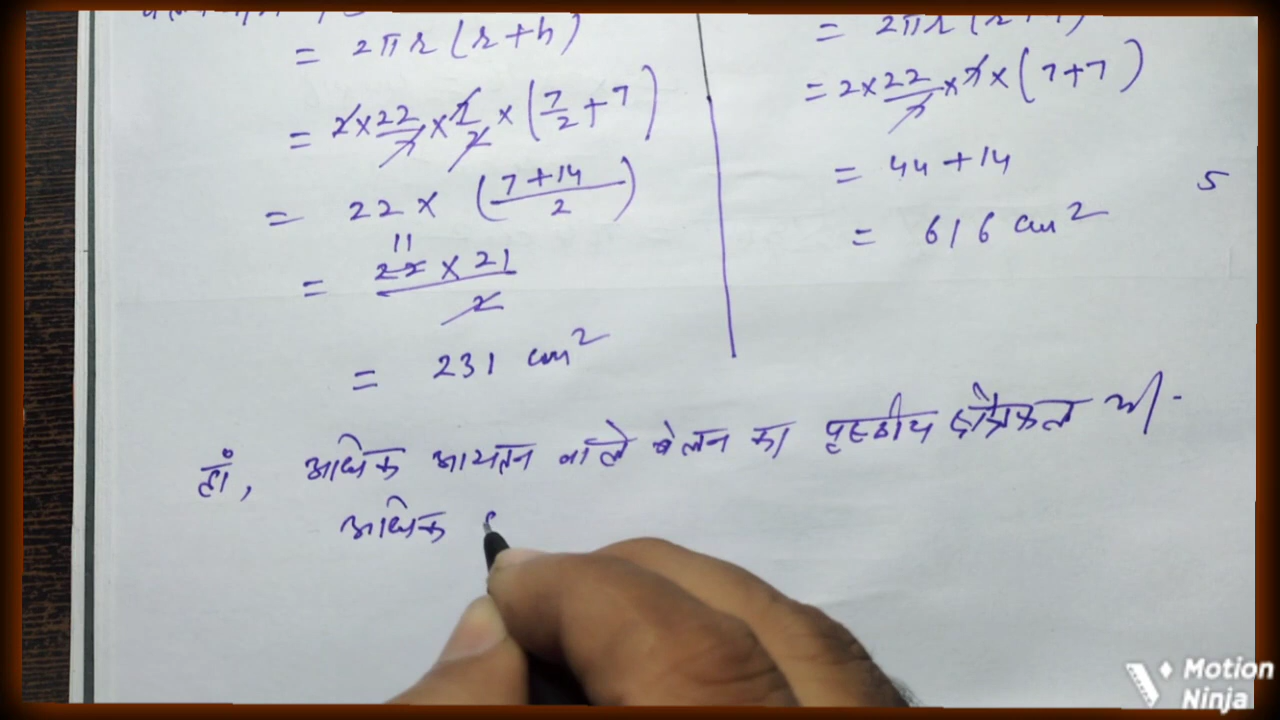 = 2πr (r+h)
= 2 × 22/7 × 7/2 × (7/2 + 7)
= 22 × (7+14/2)
11
= 22 × 21/2
= 231 cm²
= 2πr (r+h)
= 2 × 22/7 × 7 × (7+7)
= 44 + 14
= 616 cm²
5
हां, अधिक आयतन वाले बेलन का पृष्ठीय क्षेत्रफल भी
अधिक
Motion
Ninja